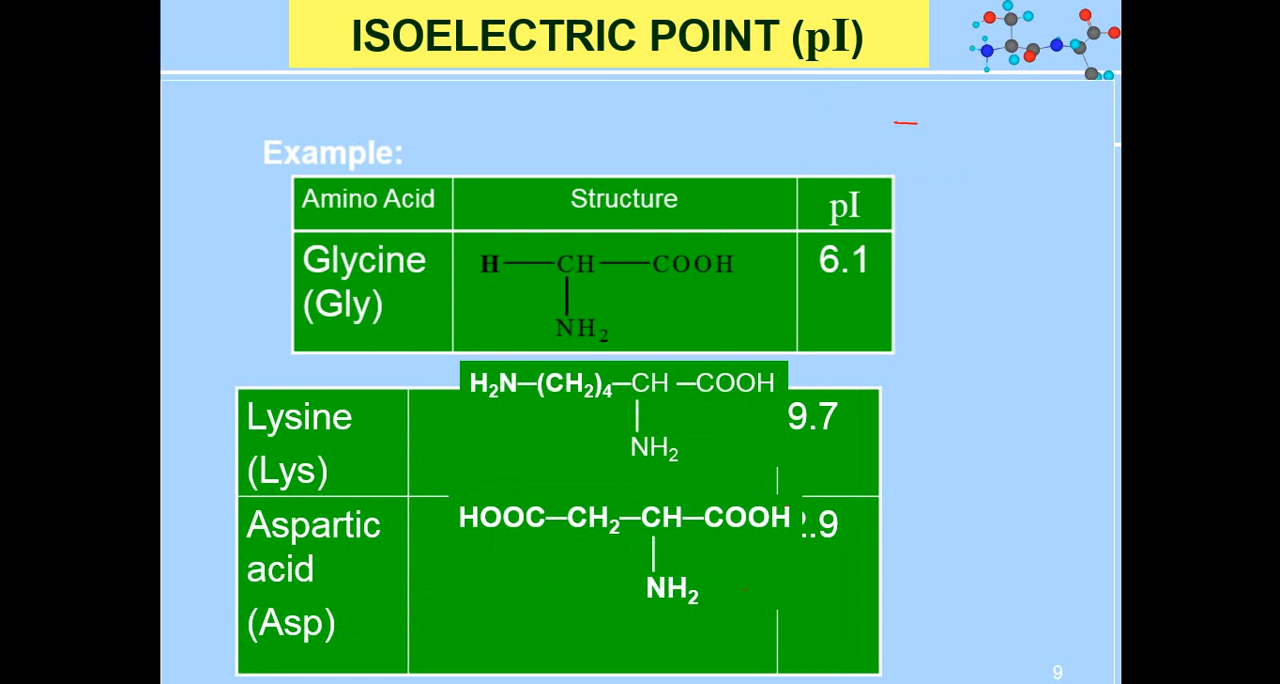 ISOELECTRIC POINT (pI)
Example:
Amino Acid Structure pI
Glycine H—CH—COOH 6.1
(Gly)
NH₂
H₂N–(CH₂)₄–CH –COOH
Lysine 9.7
NH₂
(Lys)
HOOC–CH₂–CH–COOH
Aspartic .9
acid
NH₂
(Asp)
9